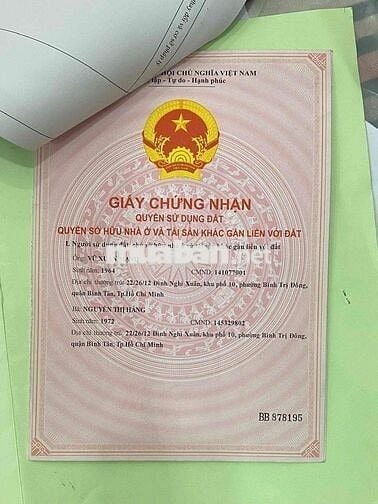 HỘI CHỦ NGHĨA VIỆT NAM
lập - Tự do - Hạnh phúc
GIẤY CHỨNG NHẬN
QUYỀN SỬ DỤNG ĐẤT
QUYỀN SỞ HỮU NHÀ Ở VÀ TÀI SẢN KHÁC GẮN LIỀN VỚI ĐẤT
I. Người sử dụng đất, gắn liền với đất
Ông: VŨ
Sinh năm: 1964 CMND: 141077001
Địa chỉ thường trú: 22/26/12 Đình Nghi Xuân, khu phố 10, phường Bình Trị Đông,
quận Bình Tân, Tp.Hồ Chí Minh
muaban.net
Bà: NGUYỄN THỊ HẰNG
Sinh năm: 1972 CMND: 145329802
Địa chỉ thường trú: 22/26/12 Đình Nghi Xuân, khu phố 10, phường Bình Trị Đông,
quận Bình Tân, Tp.Hồ Chí Minh
BB 878195